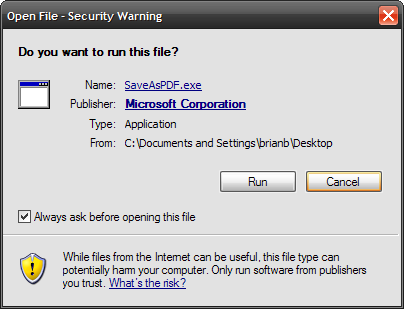 Open File - Security Warning
Do you want to run this file?
Name: SaveAsPDF.exe
Publisher: Microsoft Corporation
Type: Application
From: C:\Documents and Settings\brianb\Desktop
Run Cancel
Always ask before opening this file
While files from the Internet can be useful, this file type can
potentially harm your computer. Only run software from publishers
you trust. What's the risk?